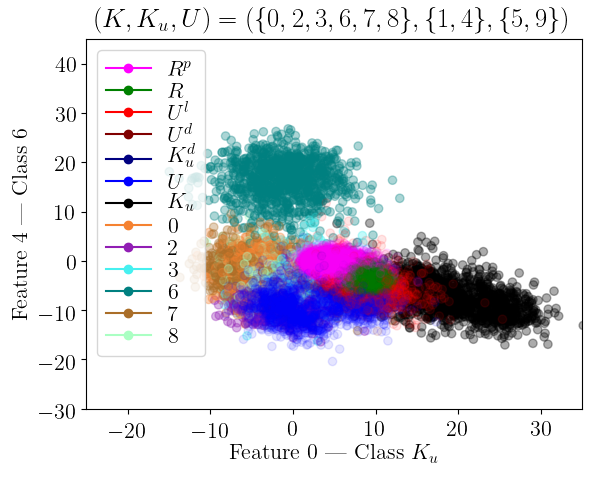 (K, K_u, U) = ({0, 2, 3, 6, 7, 8}, {1, 4}, {5, 9})
40
30
20
10
0
−10
−20
−30
Feature 4 — Class 6
R^p
R
U^l
U^d
K_u^d
U
K_u
0
2
3
6
7
8
−20 −10 0 10 20 30
Feature 0 — Class K_u